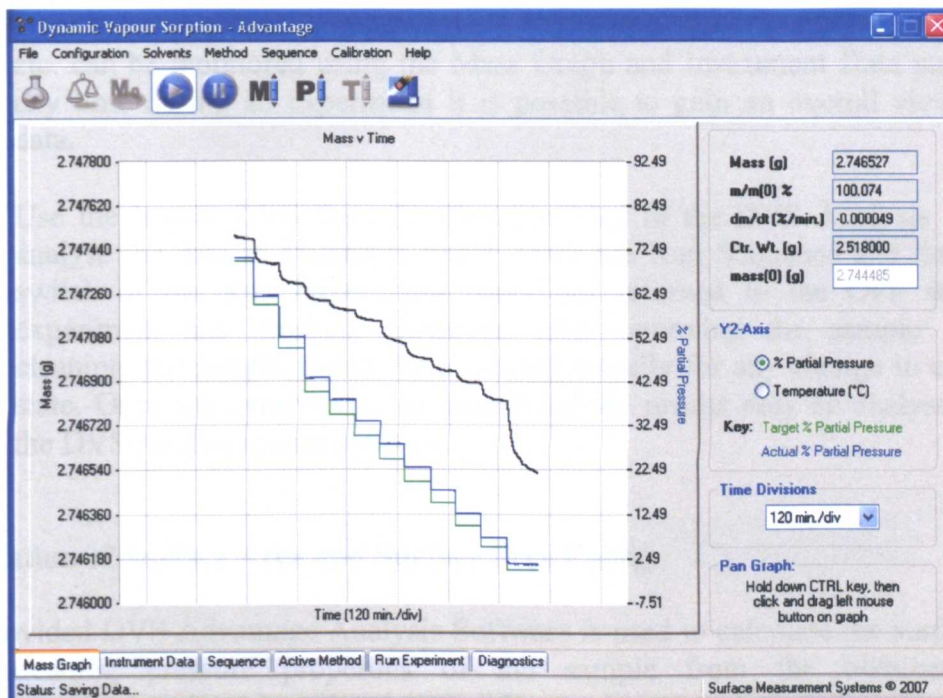 Dynamic Vapour Sorption - Advantage
File Configuration Solvents Method Sequence Calibration Help
M P T
Mass v Time
2.747800
2.747620
2.747440
2.747260
2.747080
2.746900
2.746720
2.746540
2.746360
2.746180
2.746000
Mass (g)
92.49
82.49
72.49
62.49
52.49
42.49
32.49
22.49
12.49
2.49
-7.51
% Partial Pressure
Time (120 min./div)
Mass (g) 2.746527
m/m(0) % 100.074
dm/dt (%/min.) -0.000049
Ctr. Wt. (g) 2.518000
mass(0) (g) 2.744485
Y2-Axis
% Partial Pressure
Temperature (°C)
Key: Target % Partial Pressure
Actual % Partial Pressure
Time Divisions
120 min./div
Pan Graph:
Hold down CTRL key, then
click and drag left mouse
button on graph
Mass Graph Instrument Data Sequence Active Method Run Experiment Diagnostics
Status: Saving Data...
Surface Measurement Systems © 2007